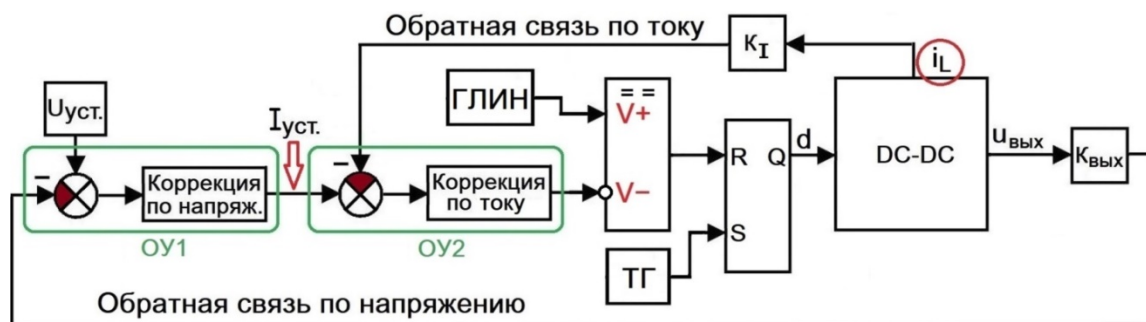 Обратная связь по току
K_I
i_L
U_уст.
ГЛИН
= =
V+
I_уст.
R Q
d
DC-DC
u_вых
K_вых
−
−
Коррекция
по напряж.
Коррекция
по току
V−
S
ОУ1
ОУ2
ТГ
Обратная связь по напряжению